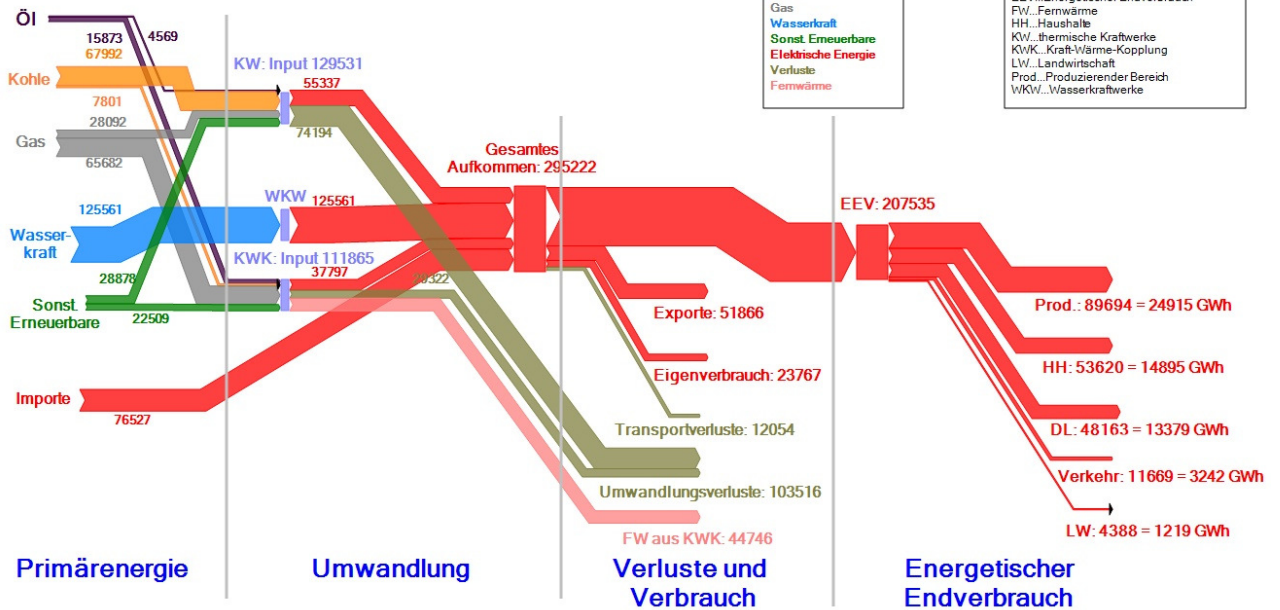 Gas
Wasserkraft
Sonst. Erneuerbare
Elektrische Energie
Verluste
Fernwärme
FW...Fernwärme
HH...Haushalte
KW...thermische Kraftwerke
KWK...Kraft-Wärme-Kopplung
LW...Landwirtschaft
Prod...Produzierender Bereich
WKW...Wasserkraftwerke
Öl
15873
4569
67992
Kohle
7801
28092
Gas
65682
125561
Wasser-
kraft
28878
Sonst.
Erneuerbare
22509
Importe
76527
KW: Input 129531
55337
74194
WKW
125561
KWK: Input 111865
37797
29322
Gesamtes
Aufkommen: 295222
Exporte: 51866
Eigenverbrauch: 23767
Transportverluste: 12054
Umwandlungsverluste: 103516
FW aus KWK: 44746
EEV: 207535
Prod.: 89694 = 24915 GWh
HH: 53620 = 14895 GWh
DL: 48163 = 13379 GWh
Verkehr: 11669 = 3242 GWh
LW: 4388 = 1219 GWh
Primärenergie
Umwandlung
Verluste und
Verbrauch
Energetischer
Endverbrauch